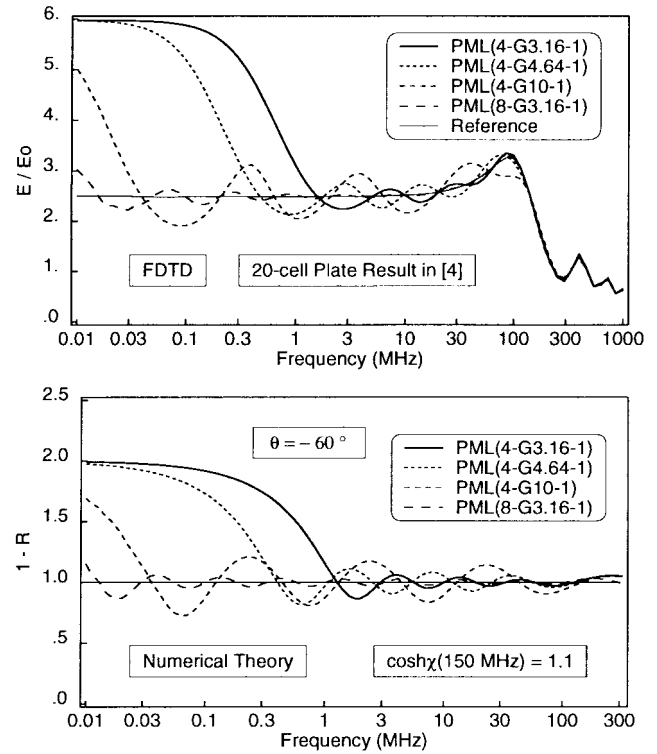 6.
5.
4.
3.
2.
1.
.0
E / Eo
PML(4-G3.16-1)
PML(4-G4.64-1)
PML(4-G10-1)
PML(8-G3.16-1)
Reference
FDTD
20-cell Plate Result in [4]
0.01 0.03 0.1 0.3 1 3 10 30 100 300 1000
Frequency (MHz)
2.5
2.0
1.5
1.0
.5
.0
1 - R
θ = - 60 °
PML(4-G3.16-1)
PML(4-G4.64-1)
PML(4-G10-1)
PML(8-G3.16-1)
Numerical Theory
coshχ(150 MHz) = 1.1
0.01 0.03 0.1 0.3 1 3 10 30 100 300
Frequency (MHz)